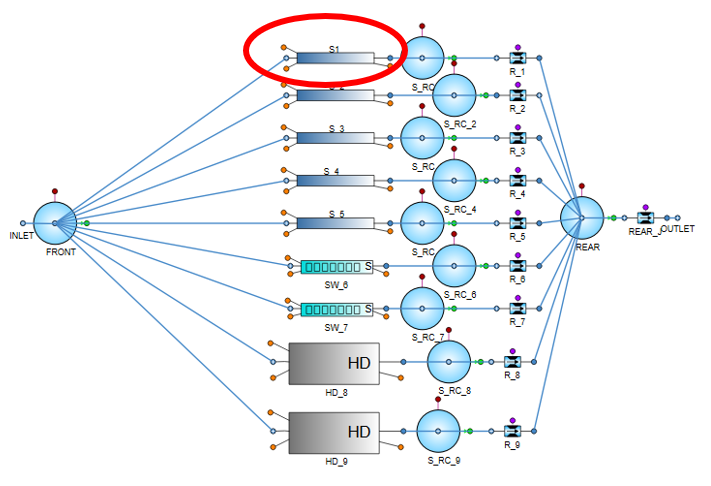 S1
S_RC
R_1
S_2
S_RC_2
R_2
S_3
S_RC
R_3
S_4
S_RC_4
R_4
S_5
S_RC
R_5
INLET
FRONT
REAR
REAR_
OUTLET
S
SW_6
S_RC_6
R_6
S
SW_7
S_RC_7
R_7
HD
HD_8
S_RC_8
R_8
HD
HD_9
S_RC_9
R_9